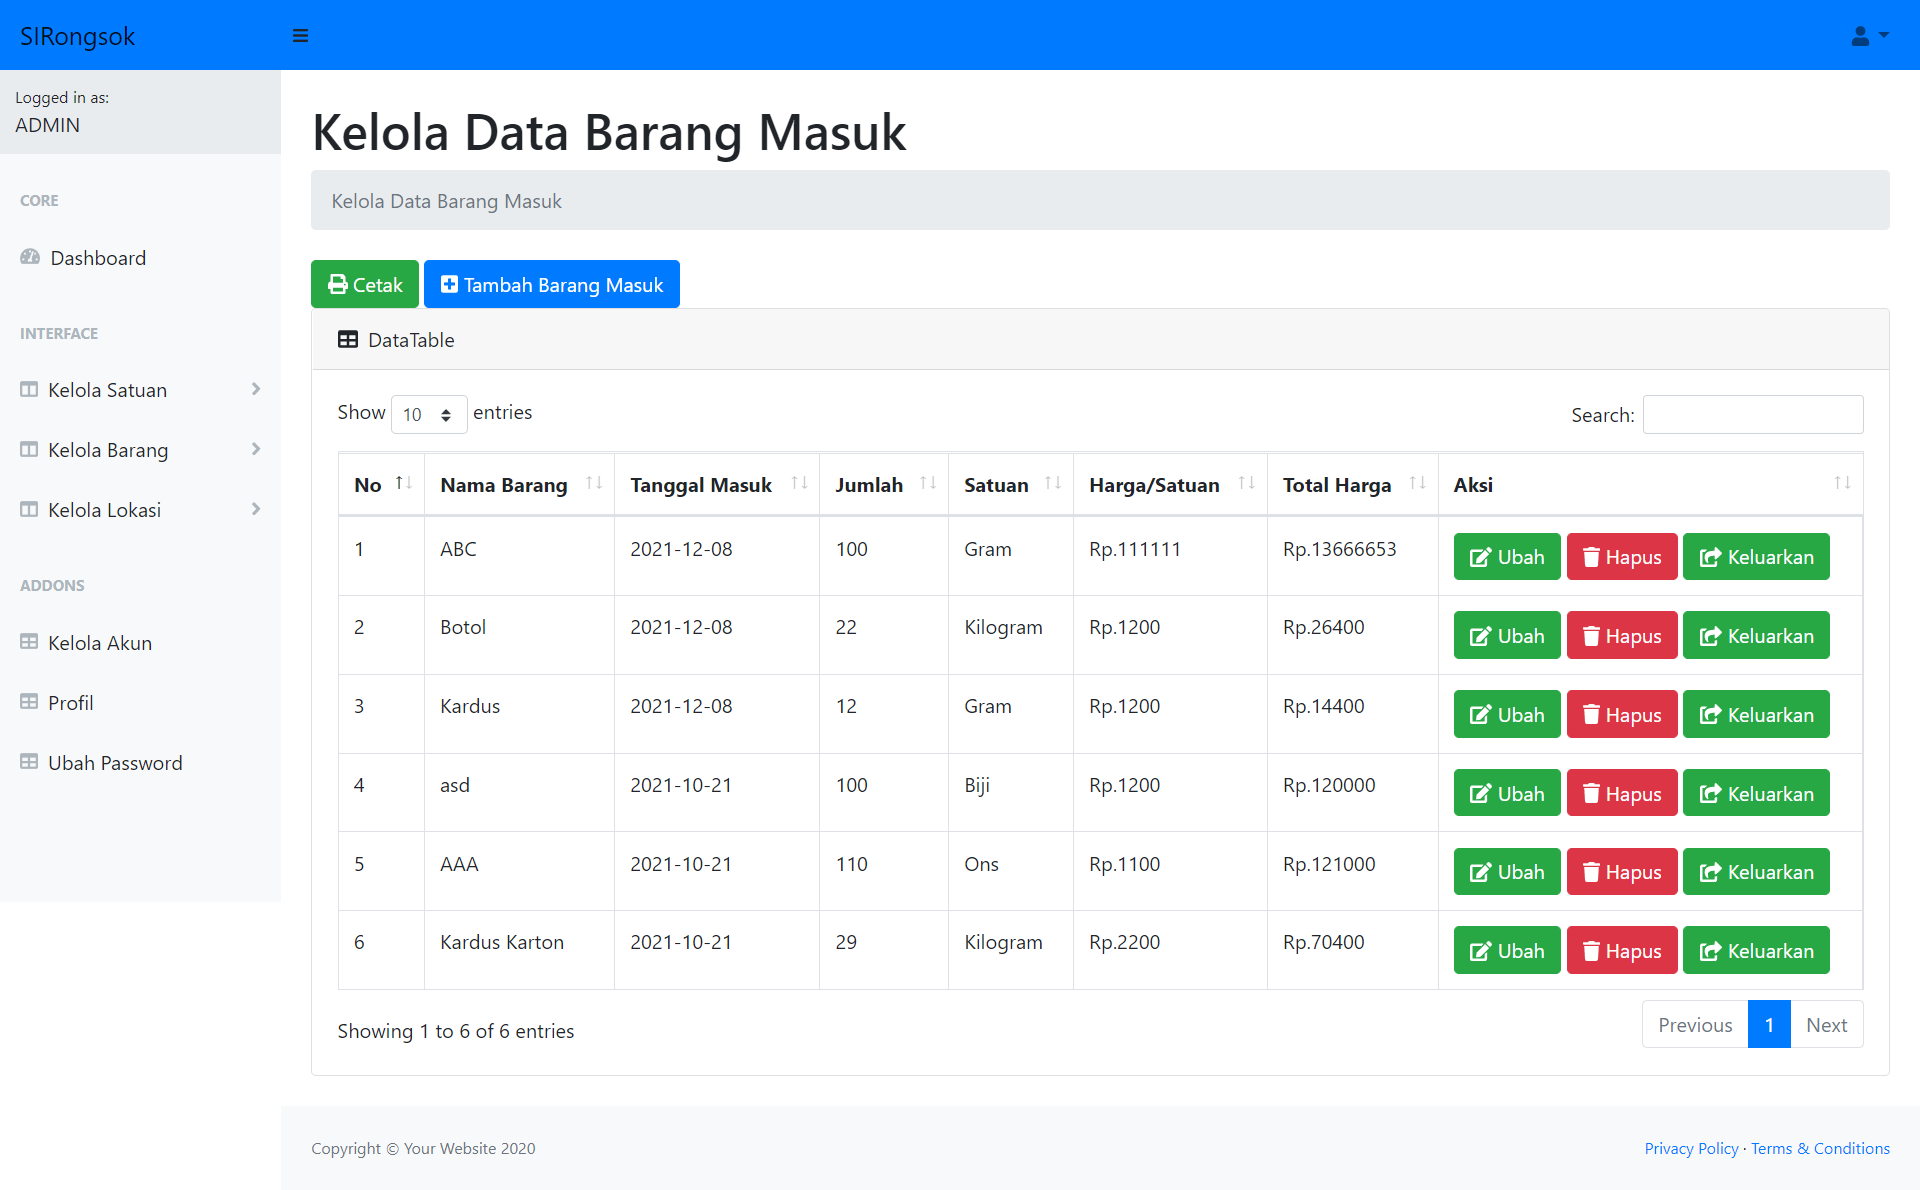 SIRongsok
Logged in as:
ADMIN
CORE
Dashboard
INTERFACE
Kelola Satuan
Kelola Barang
Kelola Lokasi
ADDONS
Kelola Akun
Profil
Ubah Password
Kelola Data Barang Masuk
Kelola Data Barang Masuk
Cetak Tambah Barang Masuk
DataTable
Show 10 entries Search:
No Nama Barang Tanggal Masuk Jumlah Satuan Harga/Satuan Total Harga Aksi
1 ABC 2021-12-08 100 Gram Rp.111111 Rp.13666653 Ubah Hapus Keluarkan
2 Botol 2021-12-08 22 Kilogram Rp.1200 Rp.26400 Ubah Hapus Keluarkan
3 Kardus 2021-12-08 12 Gram Rp.1200 Rp.14400 Ubah Hapus Keluarkan
4 asd 2021-10-21 100 Biji Rp.1200 Rp.120000 Ubah Hapus Keluarkan
5 AAA 2021-10-21 110 Ons Rp.1100 Rp.121000 Ubah Hapus Keluarkan
6 Kardus Karton 2021-10-21 29 Kilogram Rp.2200 Rp.70400 Ubah Hapus Keluarkan
Showing 1 to 6 of 6 entries Previous 1 Next
Copyright © Your Website 2020 Privacy Policy · Terms & Conditions